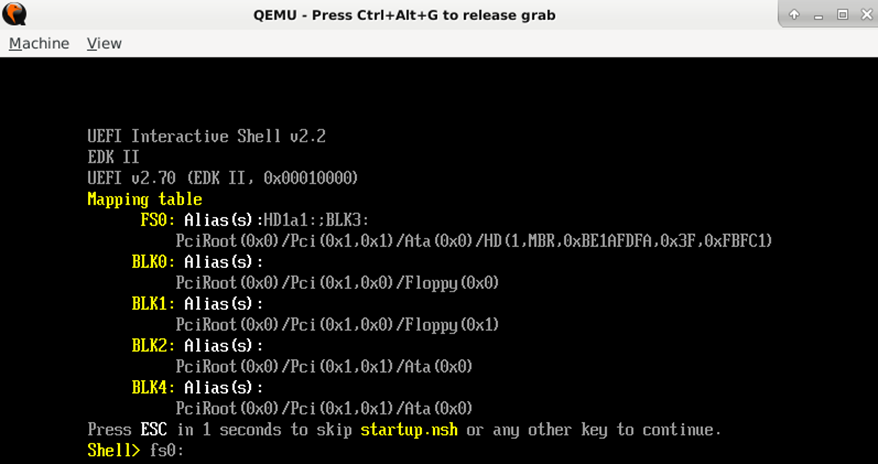 QEMU - Press Ctrl+Alt+G to release grab
Machine View
UEFI Interactive Shell v2.2
EDK II
UEFI v2.70 (EDK II, 0x00010000)
Mapping table
FS0: Alias(s):HD1a1:;BLK3:
PciRoot(0x0)/Pci(0x1,0x1)/Ata(0x0)/HD(1,MBR,0xBE1AFDFA,0x3F,0xFBFC1)
BLK0: Alias(s):
PciRoot(0x0)/Pci(0x1,0x0)/Floppy(0x0)
BLK1: Alias(s):
PciRoot(0x0)/Pci(0x1,0x0)/Floppy(0x1)
BLK2: Alias(s):
PciRoot(0x0)/Pci(0x1,0x1)/Ata(0x0)
BLK4: Alias(s):
PciRoot(0x0)/Pci(0x1,0x1)/Ata(0x0)
Press ESC in 1 seconds to skip startup.nsh or any other key to continue.
Shell> fs0: